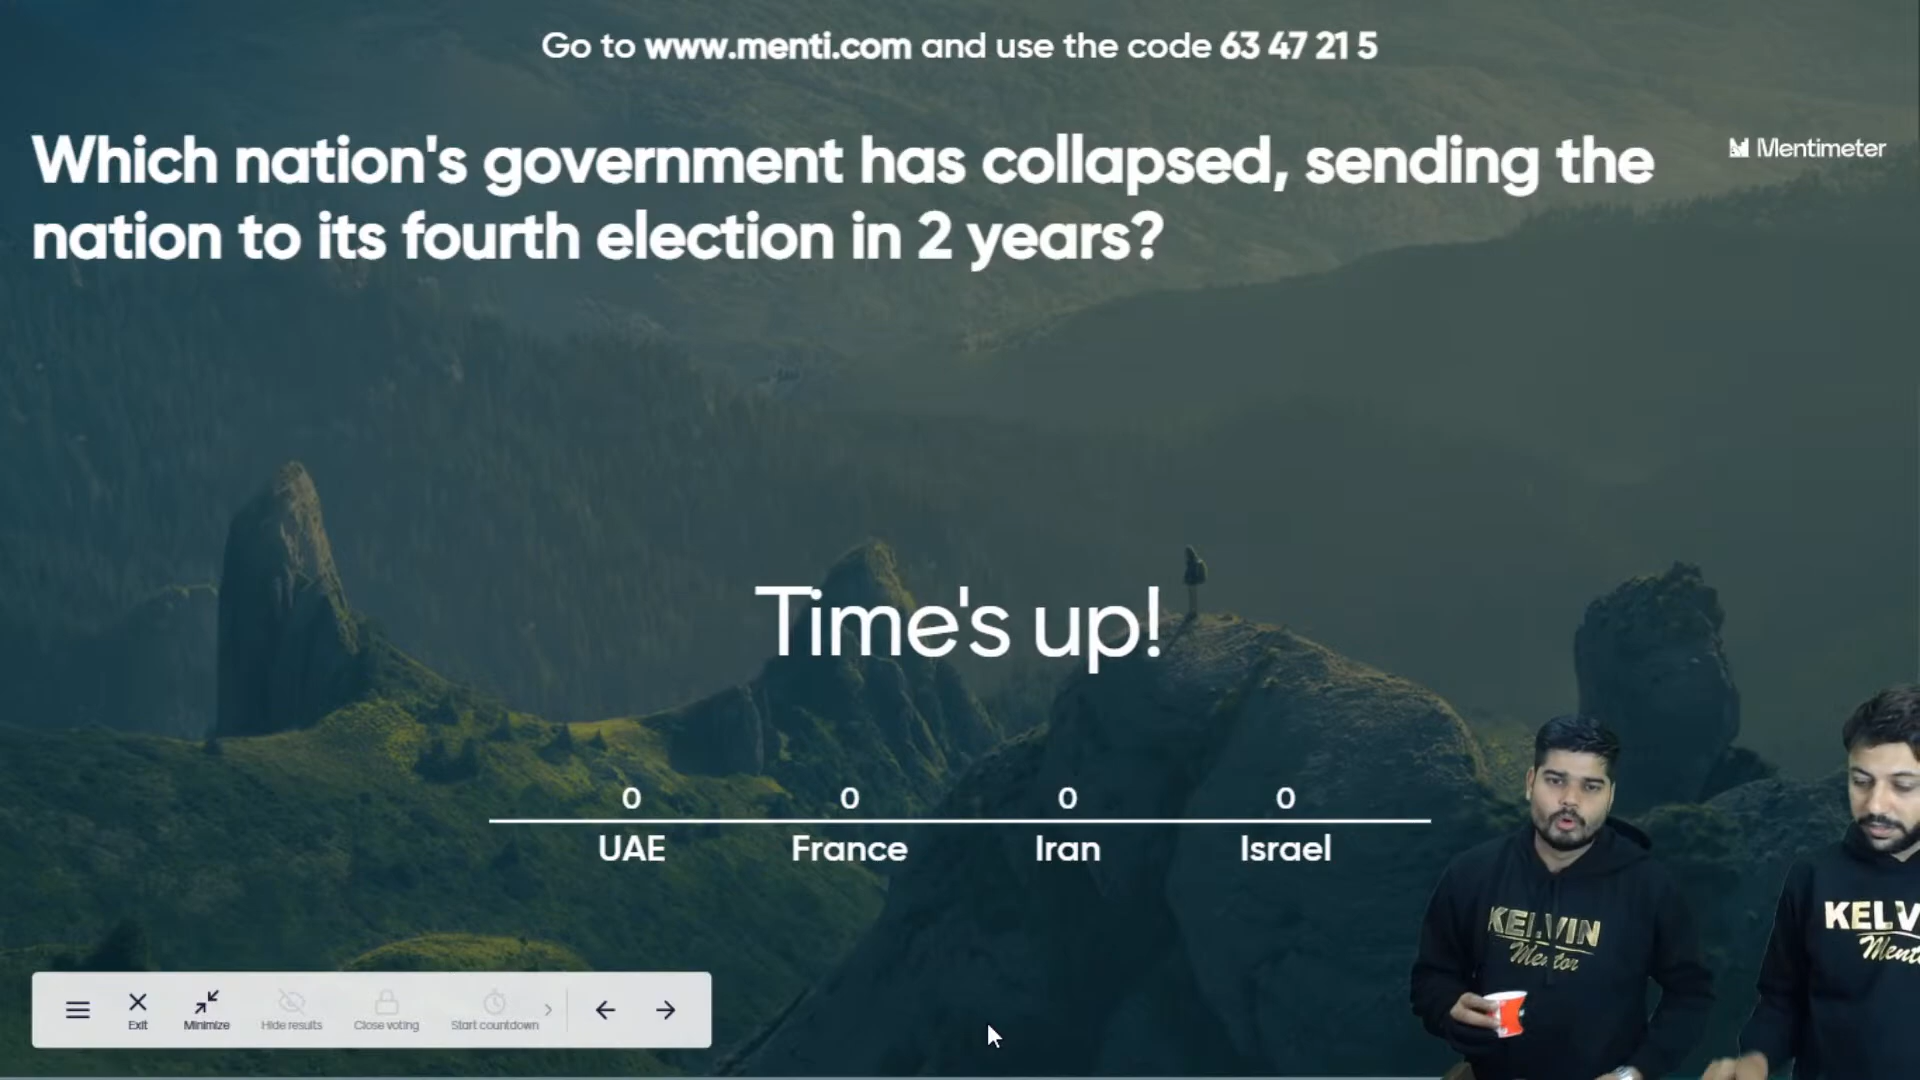 Go to www.menti.com and use the code 63 47 21 5
Which nation's government has collapsed, sending the
nation to its fourth election in 2 years?
Mentimeter
Time's up!
0 0 0 0
UAE France Iran Israel
KELVIN
Mentor
KELV
Ment
Exit Minimize Hide results Close voting Start countdown